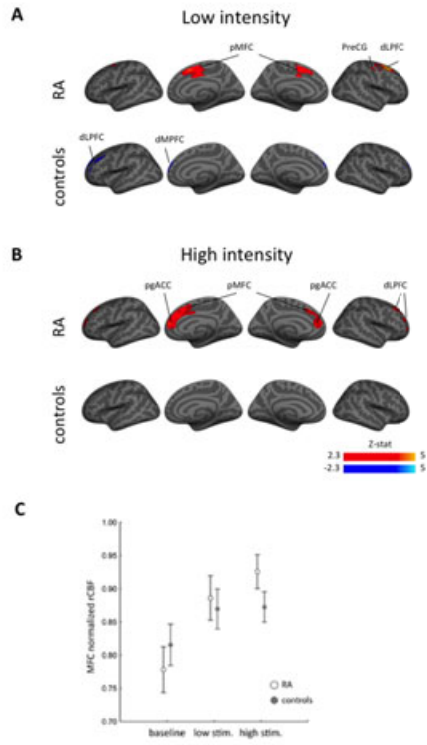 A
Low intensity
RA
pMFC
PreCG
dLPFC
controls
dLPFC
dMPFC
B
High intensity
RA
pgACC
pMFC
pgACC
dLPFC
controls
Z-stat
2.3
5
-2.3
5
C
MFC normalized rCBF
1.00
0.95
0.90
0.85
0.80
0.75
0.70
RA
controls
baseline low stim. high stim.